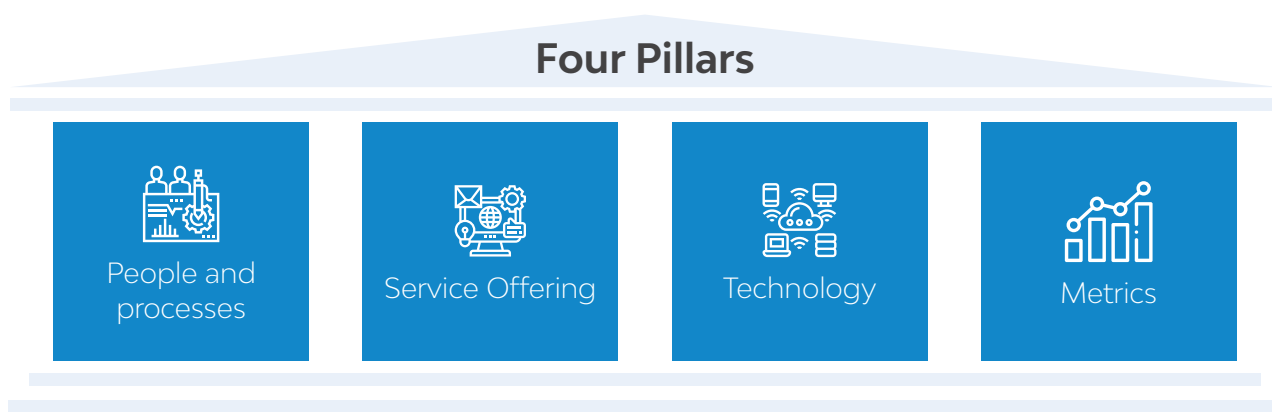 Four Pillars
People and
processes
Service Offering
Technology
Metrics